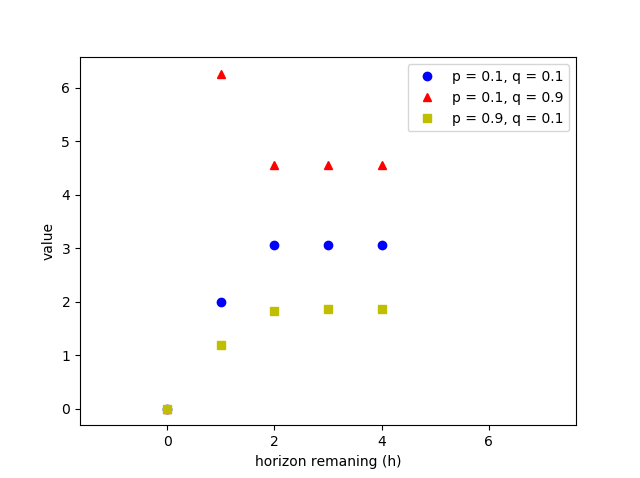 p = 0.1, q = 0.1
p = 0.1, q = 0.9
p = 0.9, q = 0.1
6
5
4
3
2
1
0
value
0 2 4 6
horizon remaning (h)